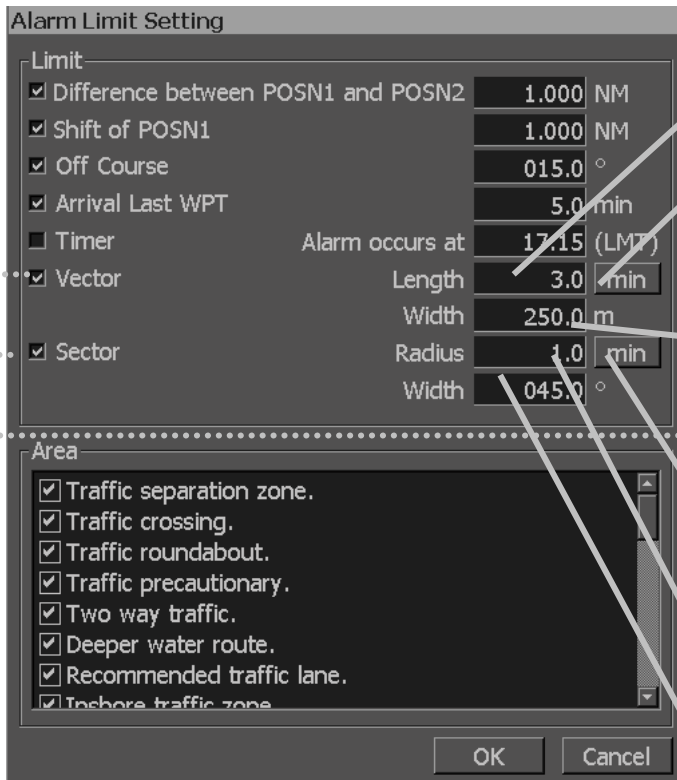 Alarm Limit Setting
Limit
Difference between POSN1 and POSN2 1.000 NM
Shift of POSN1 1.000 NM
Off Course 015.0 °
Arrival Last WPT 5.0 min
Timer Alarm occurs at 17:15 (LMT)
Vector Length 3.0 min
Width 250.0 m
Sector Radius 1.0 min
Width 045.0 °
Area
Traffic separation zone.
Traffic crossing.
Traffic roundabout.
Traffic precautionary.
Two way traffic.
Deeper water route.
Recommended traffic lane.
Inshore traffic zone
OK Cancel